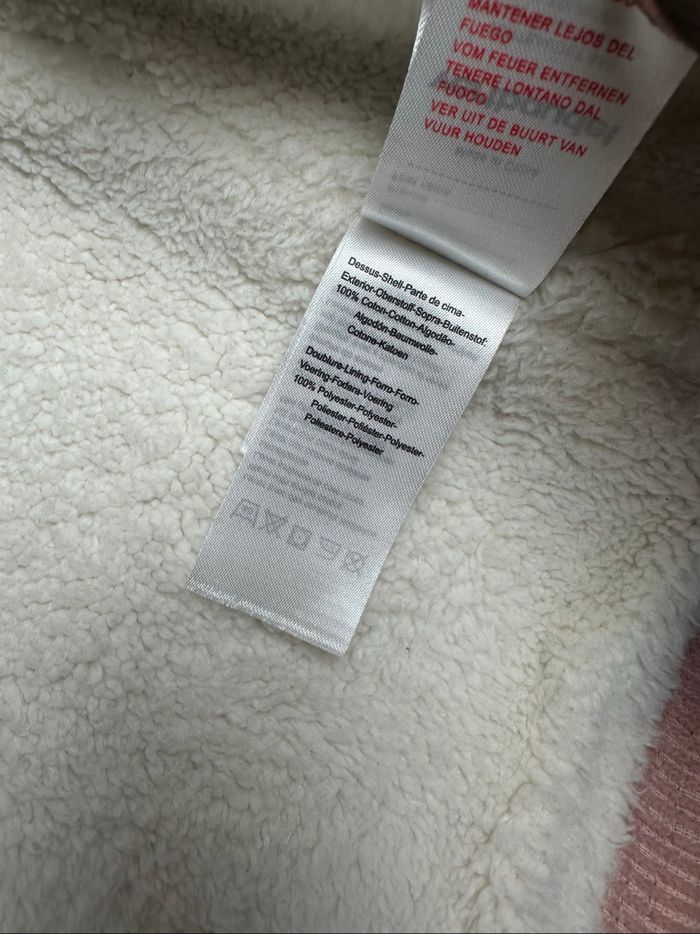 MANTENER LEJOS DEL
FUEGO
VOM FEUER ENTFERNEN
TENERE LONTANO DAL
FUOCO
VER UIT DE BUURT VAN
VUUR HOUDEN
Dessus-Shell-Parte de cima-
Exterior-Oberstoff-Sopra-Buitenstof:
100% Coton-Cotton-Algodão-
Algodón-Baumwolle-
Cotone-Katoen
Doublure-Lining-Forro-Forro-
Voering-Fodera-Voering
100% Polyester-Polyester-
Poliester-Poliéster-Polyester-
Poliestere-Polyester